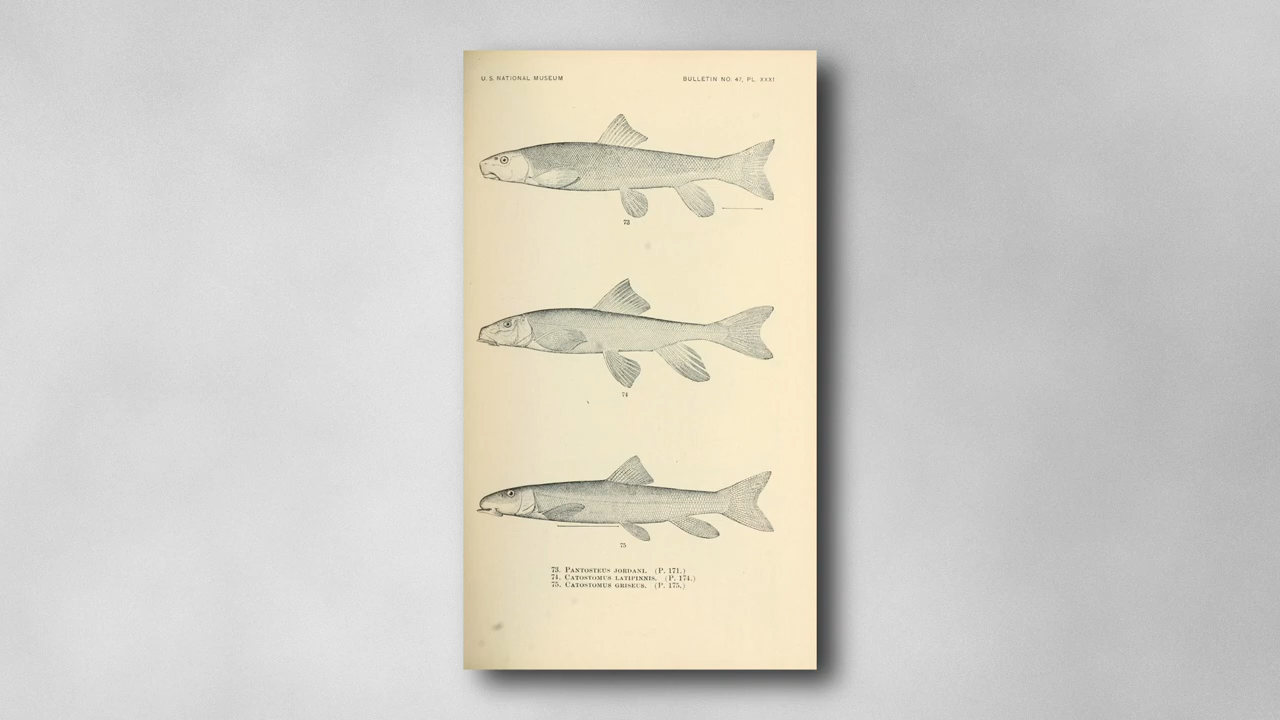 U. S. NATIONAL MUSEUM
BULLETIN NO. 47, PL. XXXI
73
74
75
73. PANTOSTEUS JORDANI. (P. 171.)
74. CATOSTOMUS LATIPINNIS. (P. 174.)
75. CATOSTOMUS GRISEUS. (P. 175.)